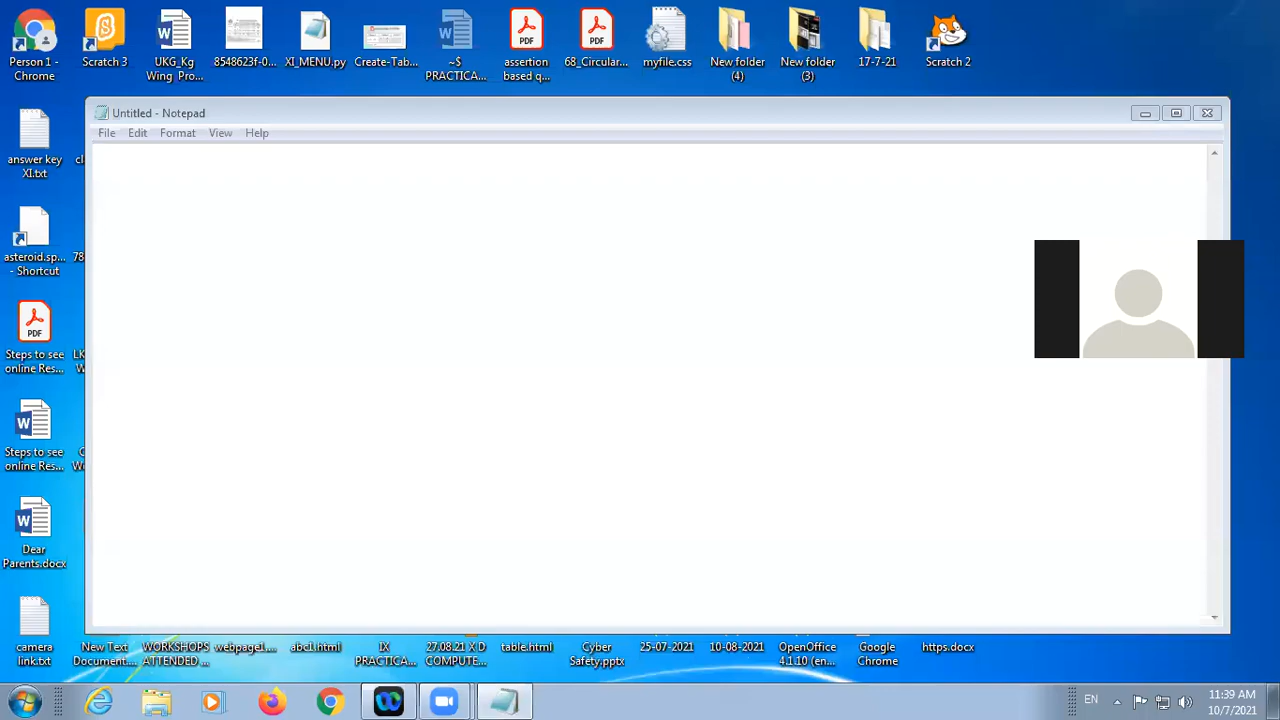 Person 1 -
Chrome
Scratch 3
UKG_Kg
Wing_Pro...
8548623f-0...
XI_MENU.py
Create-Tab...
~$
PRACTICA...
assertion
based q...
68_Circular...
myfile.css
New folder
(4)
New folder
(3)
17-7-21
Scratch 2
Untitled - Notepad
File Edit Format View Help
answer key
XI.txt
asteroid.sp...
- Shortcut
PDF
Steps to see
online Res...
Steps to see
online Res...
Dear
Parents.docx
camera
link.txt
New Text
Document....
WORKSHOPS
ATTENDED ...
webpage1....
abc1.html
IX
PRACTICA...
27.08.21 X D
COMPUTE...
table.html
Cyber
Safety.pptx
25-07-2021
10-08-2021
OpenOffice
4.1.10 (en...
Google
Chrome
https.docx
EN
11:39 AM
10/7/2021